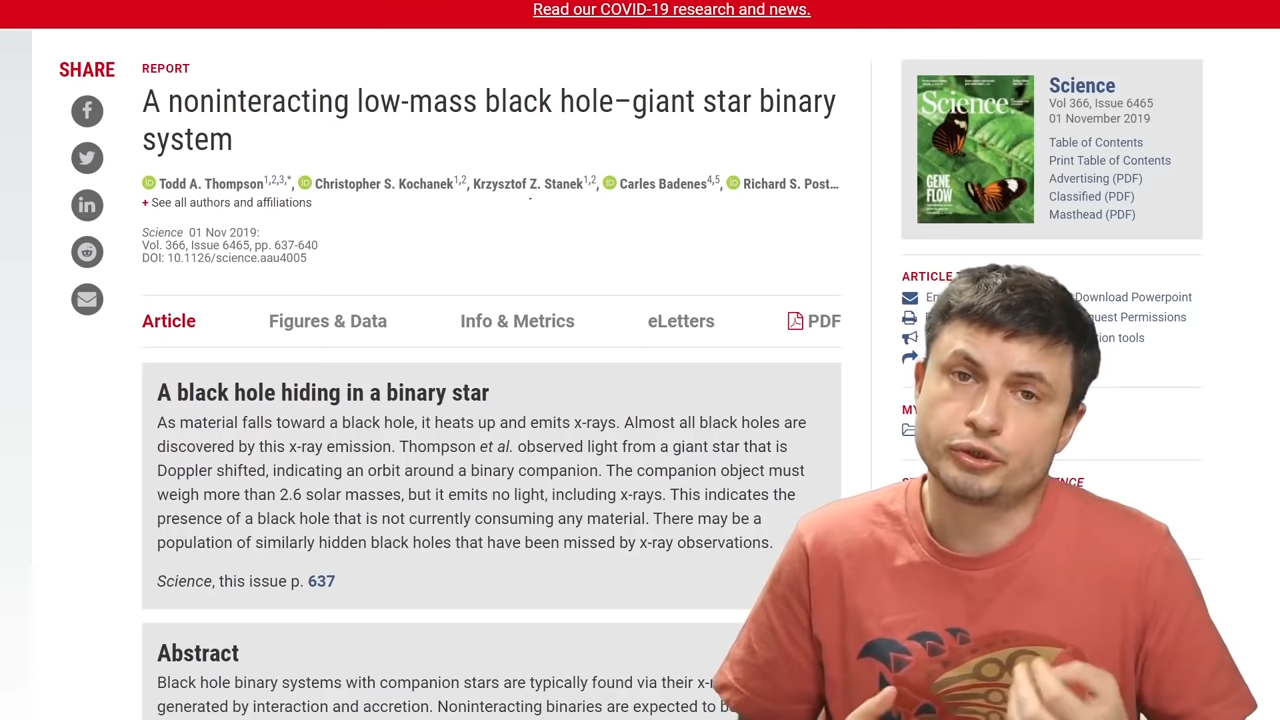 Read our COVID-19 research and news.
SHARE
REPORT
A noninteracting low-mass black hole–giant star binary
system
Todd A. Thompson1,2,3,*, Christopher S. Kochanek1,2, Krzysztof Z. Stanek1,2, Carles Badenes4,5, Richard S. Post...
+ See all authors and affiliations
Science 01 Nov 2019:
Vol. 366, Issue 6465, pp. 637-640
DOI: 10.1126/science.aau4005
Article Figures & Data Info & Metrics eLetters PDF
A black hole hiding in a binary star
As material falls toward a black hole, it heats up and emits x-rays. Almost all black holes are
discovered by this x-ray emission. Thompson et al. observed light from a giant star that is
Doppler shifted, indicating an orbit around a binary companion. The companion object must
weigh more than 2.6 solar masses, but it emits no light, including x-rays. This indicates the
presence of a black hole that is not currently consuming any material. There may be a
population of similarly hidden black holes that have been missed by x-ray observations.
Science, this issue p. 637
Abstract
Black hole binary systems with companion stars are typically found via their
generated by interaction and accretion. Noninteracting binaries are expected to
Science
GENE
FLOW
Science
Vol 366, Issue 6465
01 November 2019
Table of Contents
Print Table of Contents
Advertising (PDF)
Classified (PDF)
Masthead (PDF)
ARTICLE
Download Powerpoint